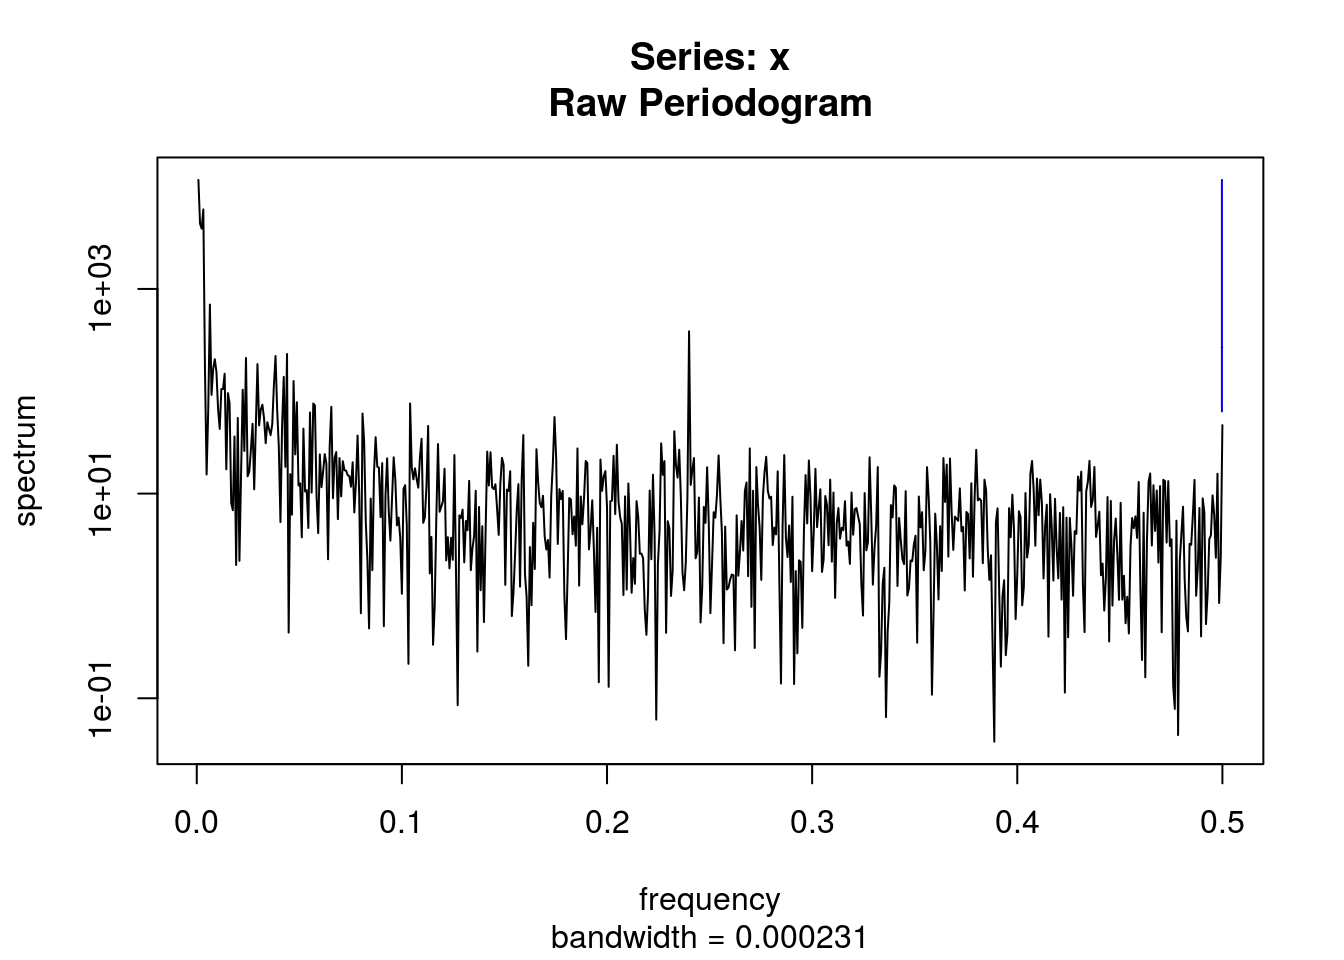 Series: x
Raw Periodogram
spectrum
1e+03
1e+01
1e-01
0.0 0.1 0.2 0.3 0.4 0.5
frequency
bandwidth = 0.000231